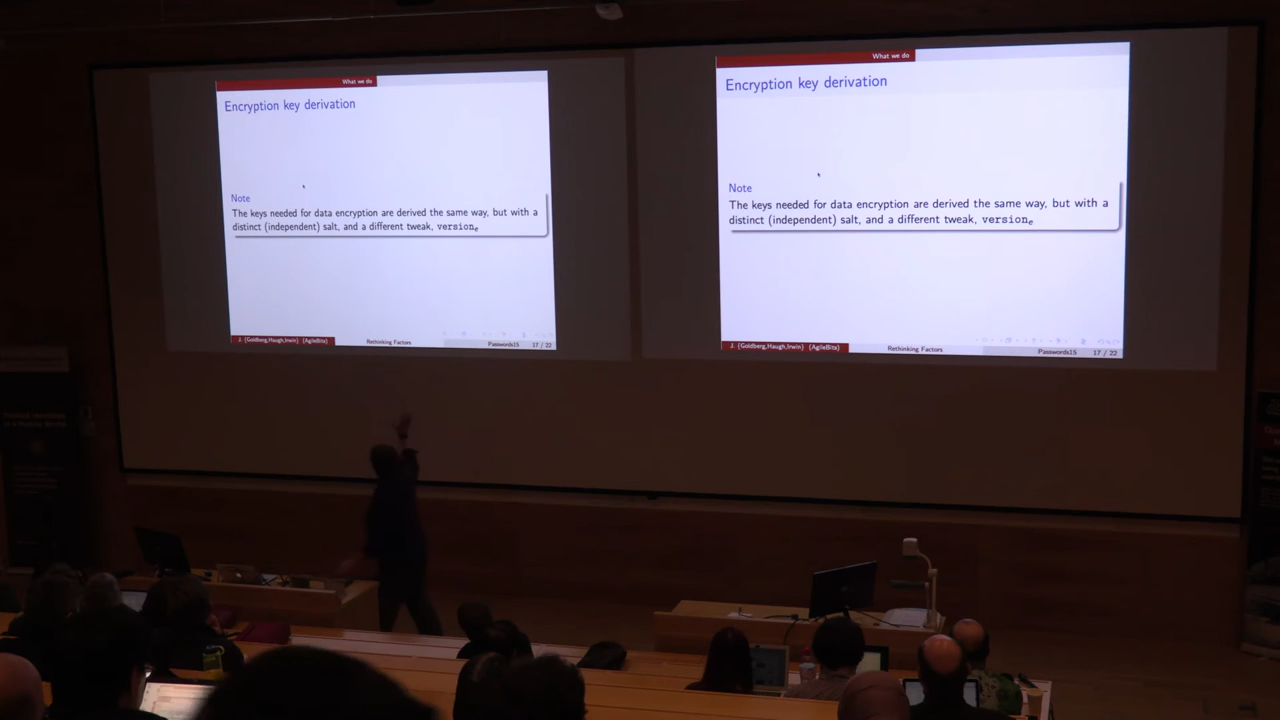 What we do
Encryption key derivation
Note
The keys needed for data encryption are derived the same way, but with a
distinct (independent) salt, and a different tweak, versionₑ
J. {Goldberg,Haugh,Irwin} (AgileBits)
Rethinking Factors
Passwords15
17 / 22
What we do
Encryption key derivation
Note
The keys needed for data encryption are derived the same way, but with a
distinct (independent) salt, and a different tweak, versionₑ
J. {Goldberg,Haugh,Irwin} (AgileBits)
Rethinking Factors
Passwords15
17 / 22